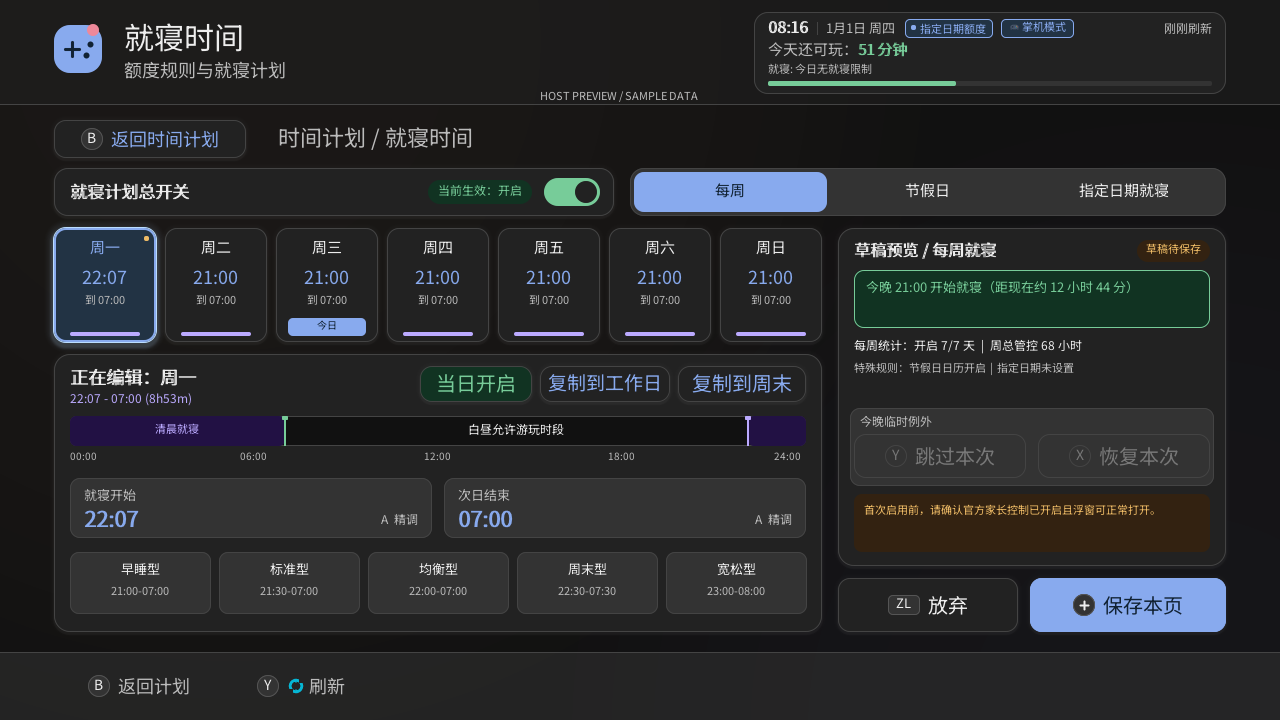 就寝时间
额度规则与就寝计划
08:16 1月1日 周四 指定日期额度 掌机模式 刚刚刷新
今天还可玩： 51 分钟
就寝: 今日无就寝限制
HOST PREVIEW / SAMPLE DATA
B 返回时间计划 时间计划 / 就寝时间
就寝计划总开关 当前生效：开启
每周 节假日 指定日期就寝
周一 周二 周三 周四 周五 周六 周日
22:07 21:00 21:00 21:00 21:00 21:00 21:00
到 07:00 到 07:00 到 07:00 到 07:00 到 07:00 到 07:00 到 07:00
今日
正在编辑：周一
22:07 - 07:00 (8h53m)
当日开启 复制到工作日 复制到周末
清晨就寝 白昼允许游玩时段
00:00 06:00 12:00 18:00 24:00
就寝开始
22:07 A 精调
次日结束
07:00 A 精调
早睡型 标准型 均衡型 周末型 宽松型
21:00-07:00 21:30-07:00 22:00-07:00 22:30-07:30 23:00-08:00
草稿预览 / 每周就寝 草稿待保存
今晚 21:00 开始就寝（距现在约 12 小时 44 分）
每周统计：开启 7/7 天 | 周总管控 68 小时
特殊规则：节假日日历开启 | 指定日期未设置
今晚临时例外
Y 跳过本次 X 恢复本次
首次启用前，请确认官方家长控制已开启且浮窗可正常打开。
ZL 放弃 保存本页
B 返回计划 Y 刷新